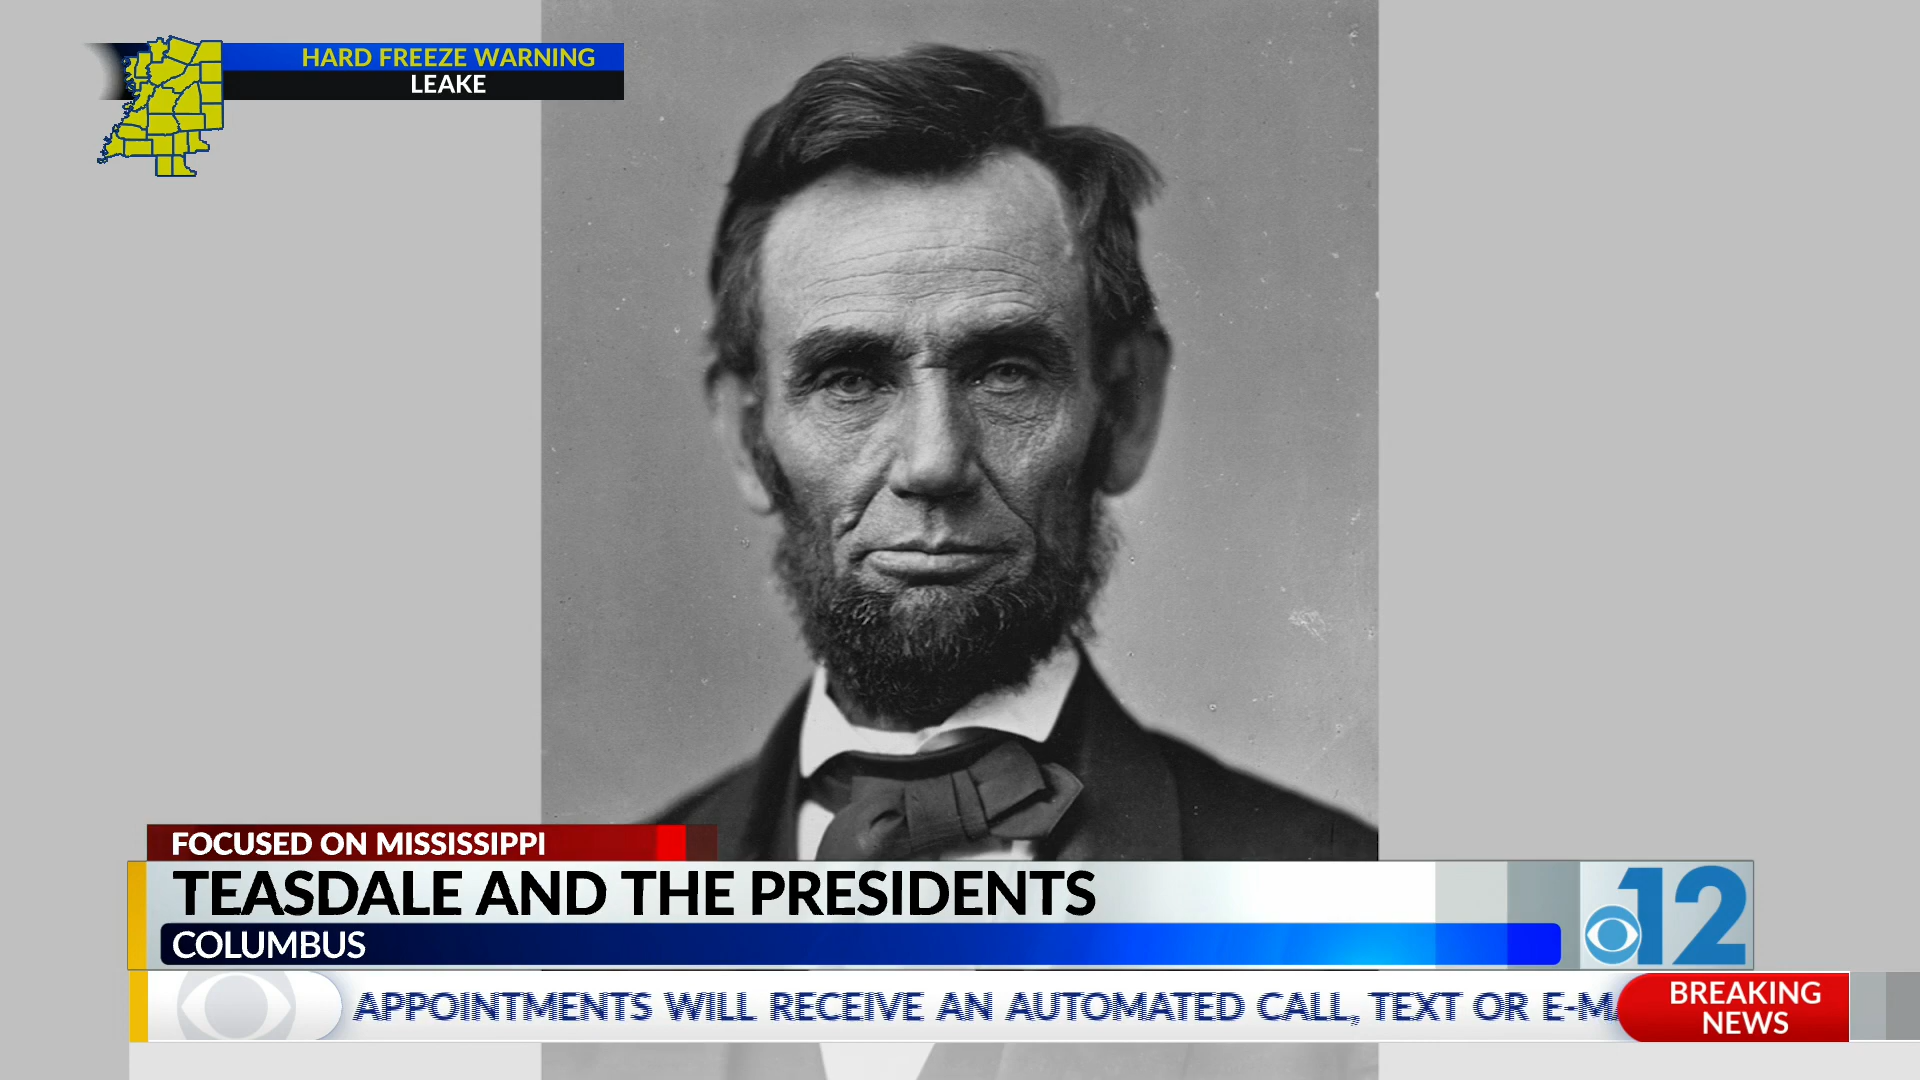 HARD FREEZE WARNING
LEAKE
FOCUSED ON MISSISSIPPI
TEASDALE AND THE PRESIDENTS
COLUMBUS
12
APPOINTMENTS WILL RECEIVE AN AUTOMATED CALL, TEXT OR E-MA
BREAKING
NEWS